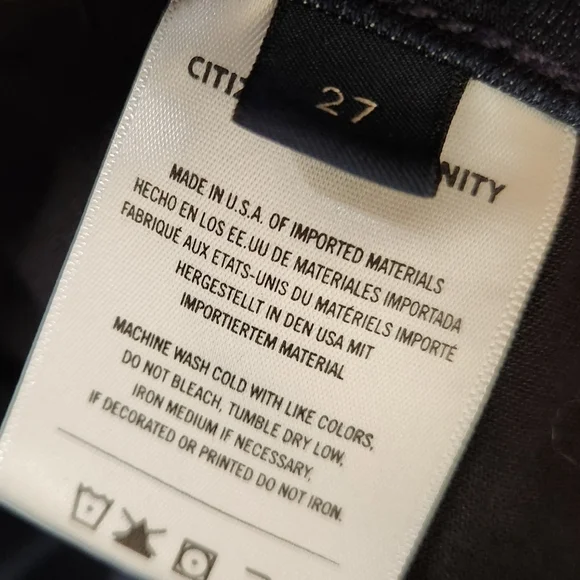 CITIZ
27
NITY
MADE IN U.S.A. OF IMPORTED MATERIALS
HECHO EN LOS EE.UU DE MATERIALES IMPORTADA
FABRIQUÉ AUX ETATS-UNIS DU MATÉRIELS IMPORTÉ
HERGESTELLT IN DEN USA MIT
IMPORTIERTEM MATERIAL
MACHINE WASH COLD WITH LIKE COLORS,
DO NOT BLEACH, TUMBLE DRY LOW,
IRON MEDIUM IF NECESSARY,
IF DECORATED OR PRINTED DO NOT IRON.